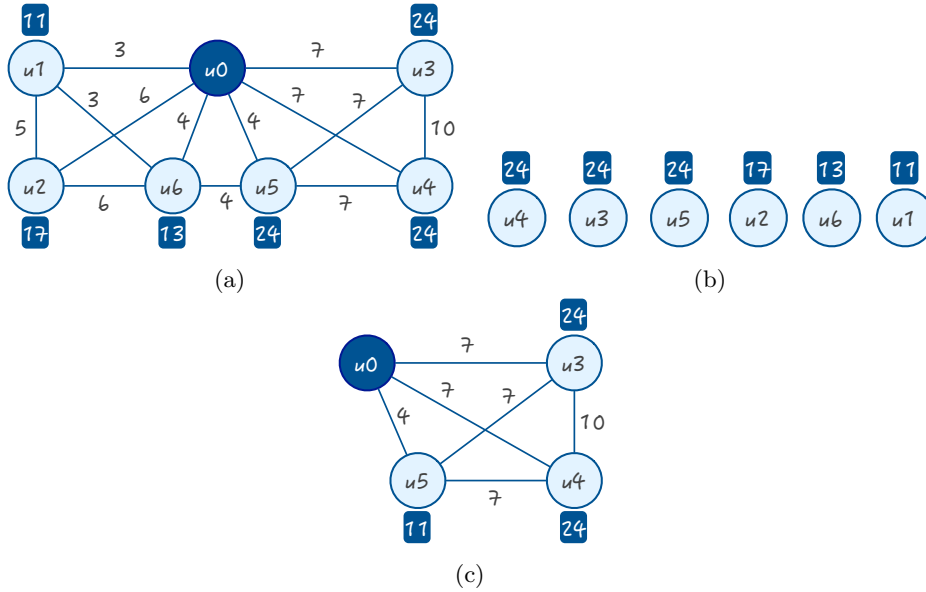 11 24
3 7
u1 u0 u3
3 6 7 7
5 4 4 10
u2 u6 u5 u4
6 4 7
17 13 24 24
(a)
24 24 24 17 13 11
u4 u3 u5 u2 u6 u1
(b)
24
7
u0 u3
7 7
4 10
u5 u4
7
11 24
(c)